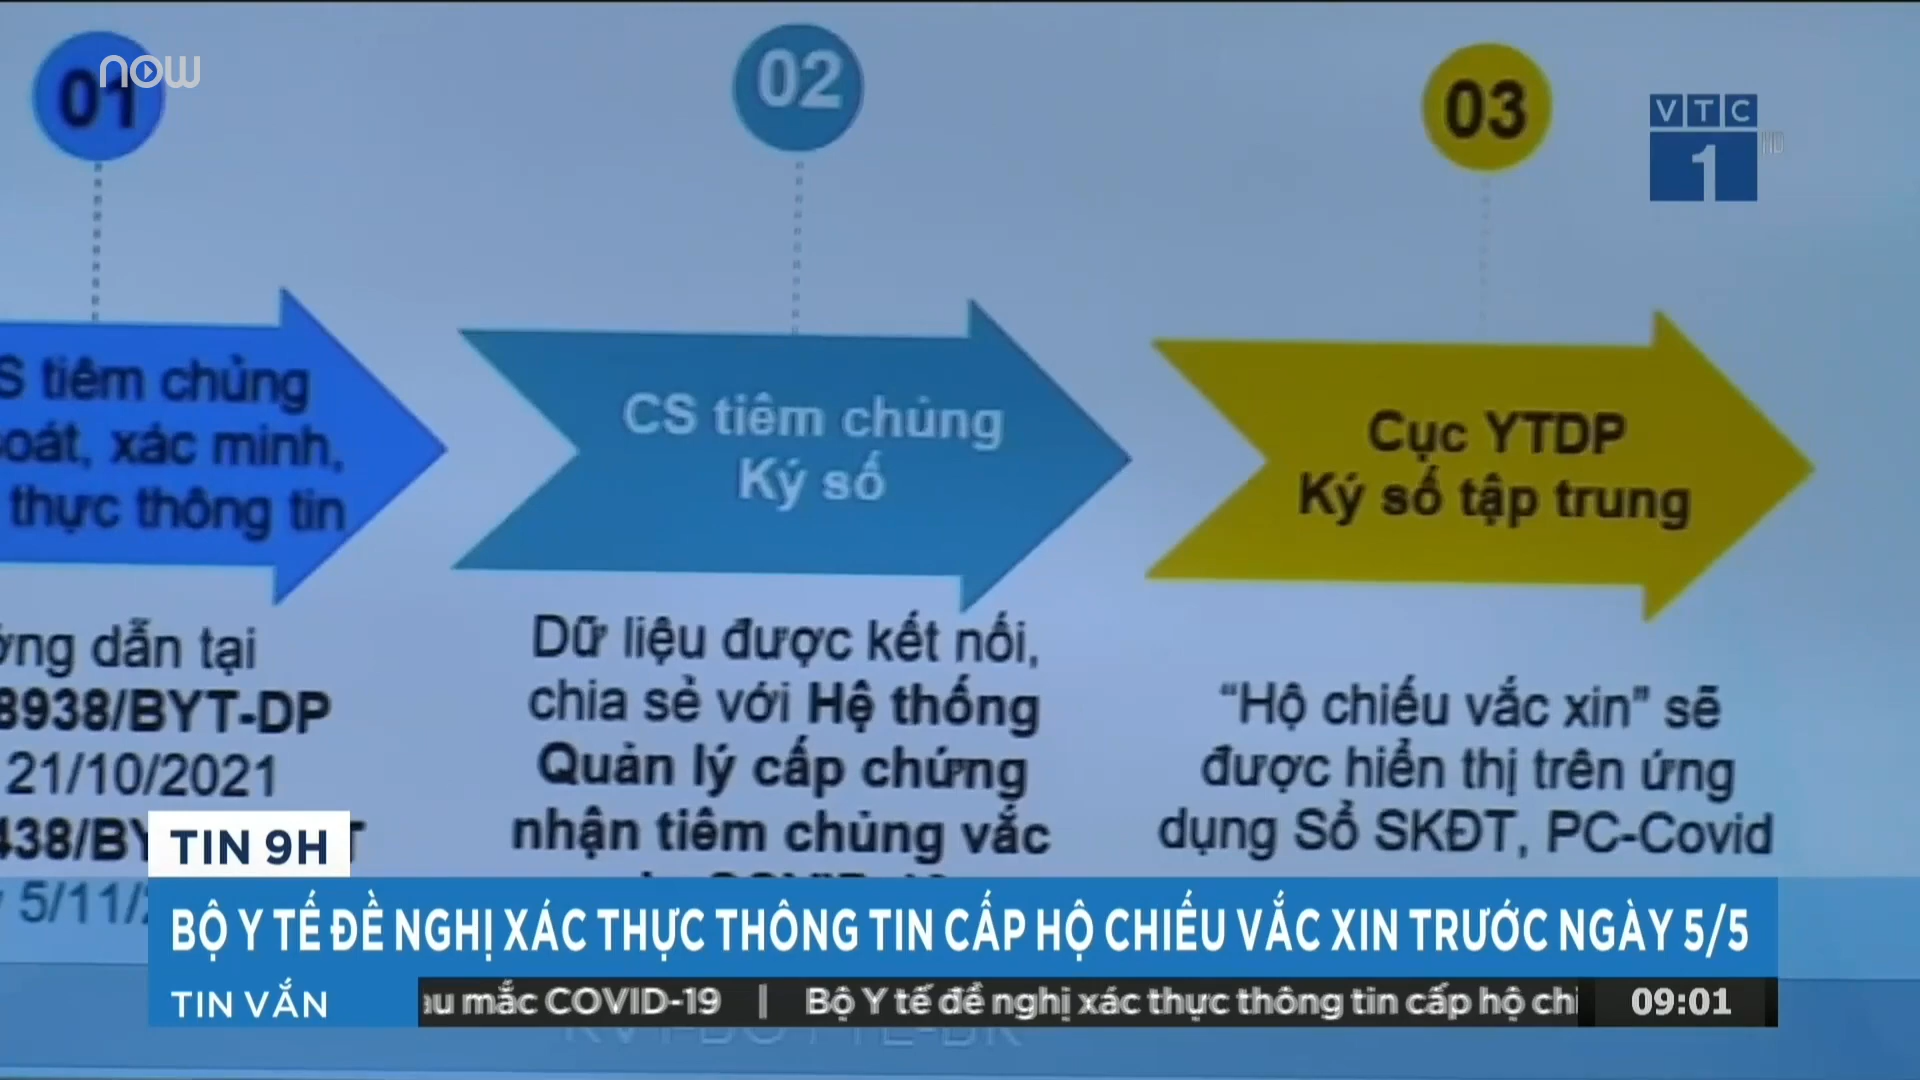 now
01
02
03
VTC
1
HD
S tiêm chủng
soát, xác minh,
thực thông tin
CS tiêm chủng
Ký số
Cục YTDP
Ký số tập trung
dẫn tại
8938/BYT-DP
21/10/2021
438/BY
5/11/
Dữ liệu được kết nối,
chia sẻ với Hệ thống
Quản lý cấp chứng
nhận tiêm chủng vắc
“Hộ chiếu vắc xin” sẽ
được hiển thị trên ứng
dụng Sổ SKĐT, PC-Covid
TIN 9H
BỘ Y TẾ ĐỀ NGHỊ XÁC THỰC THÔNG TIN CẤP HỘ CHIẾU VẮC XIN TRƯỚC NGÀY 5/5
TIN VẮN
au mắc COVID-19 | Bộ Y tế đề nghị xác thực thông tin cấp hộ chi
09:01